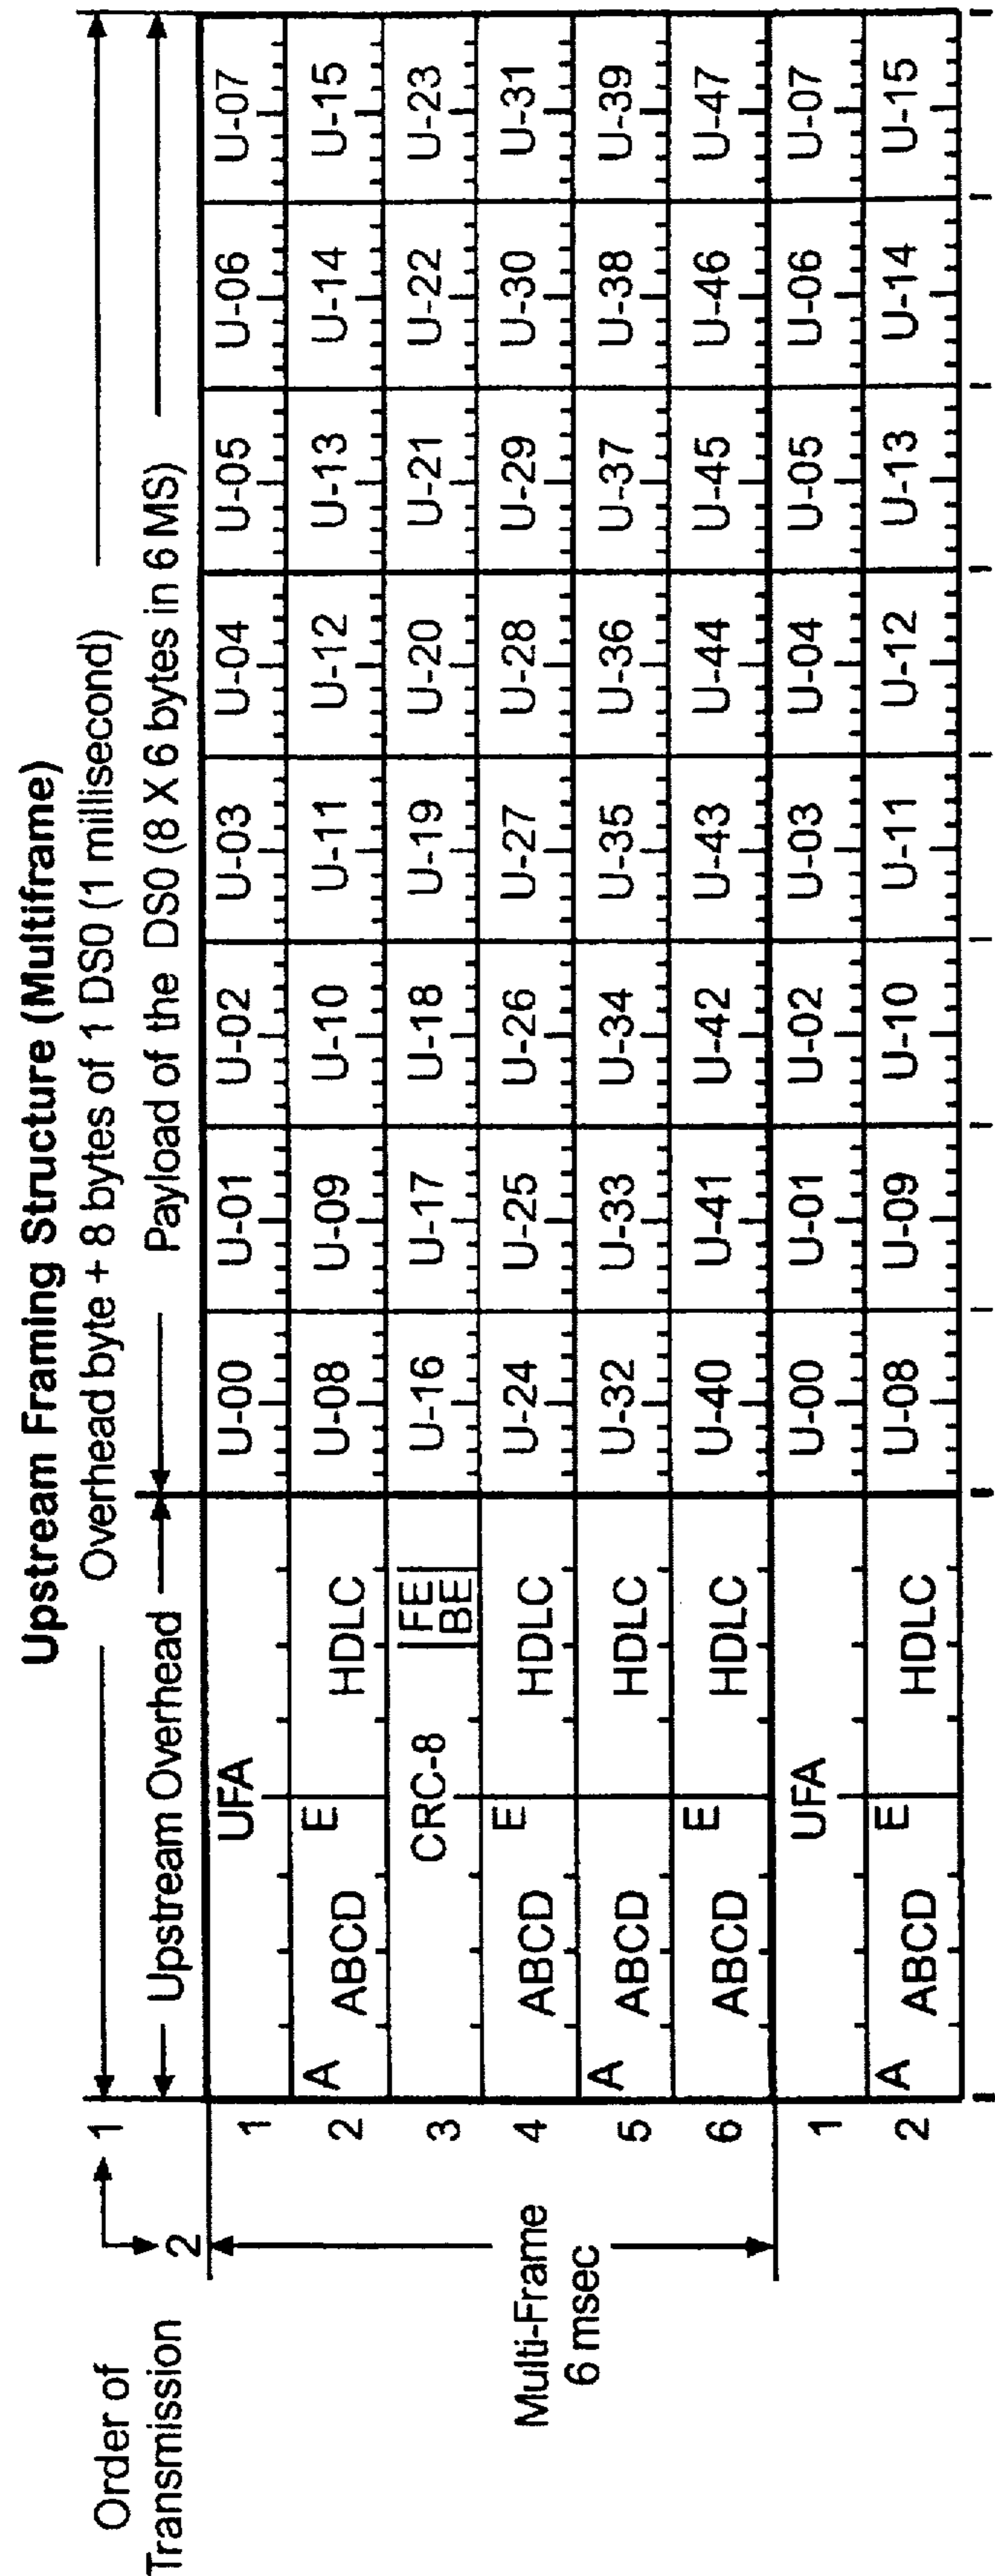 Upstream Framing Structure (Multiframe)
Order of
Transmission
1
2
Overhead byte + 8 bytes of 1 DS0 (1 millisecond)
Upstream Overhead
Payload of the DS0 (8 X 6 bytes in 6 MS)
1 UFA U-00 U-01 U-02 U-03 U-04 U-05 U-06 U-07
2 A ABCD E HDLC U-08 U-09 U-10 U-11 U-12 U-13 U-14 U-15
3 CRC-8 FE BE U-16 U-17 U-18 U-19 U-20 U-21 U-22 U-23
4 ABCD E HDLC U-24 U-25 U-26 U-27 U-28 U-29 U-30 U-31
5 A ABCD HDLC U-32 U-33 U-34 U-35 U-36 U-37 U-38 U-39
6 ABCD E HDLC U-40 U-41 U-42 U-43 U-44 U-45 U-46 U-47
1 UFA U-00 U-01 U-02 U-03 U-04 U-05 U-06 U-07
2 A ABCD E HDLC U-08 U-09 U-10 U-11 U-12 U-13 U-14 U-15
Multi-Frame
6 msec